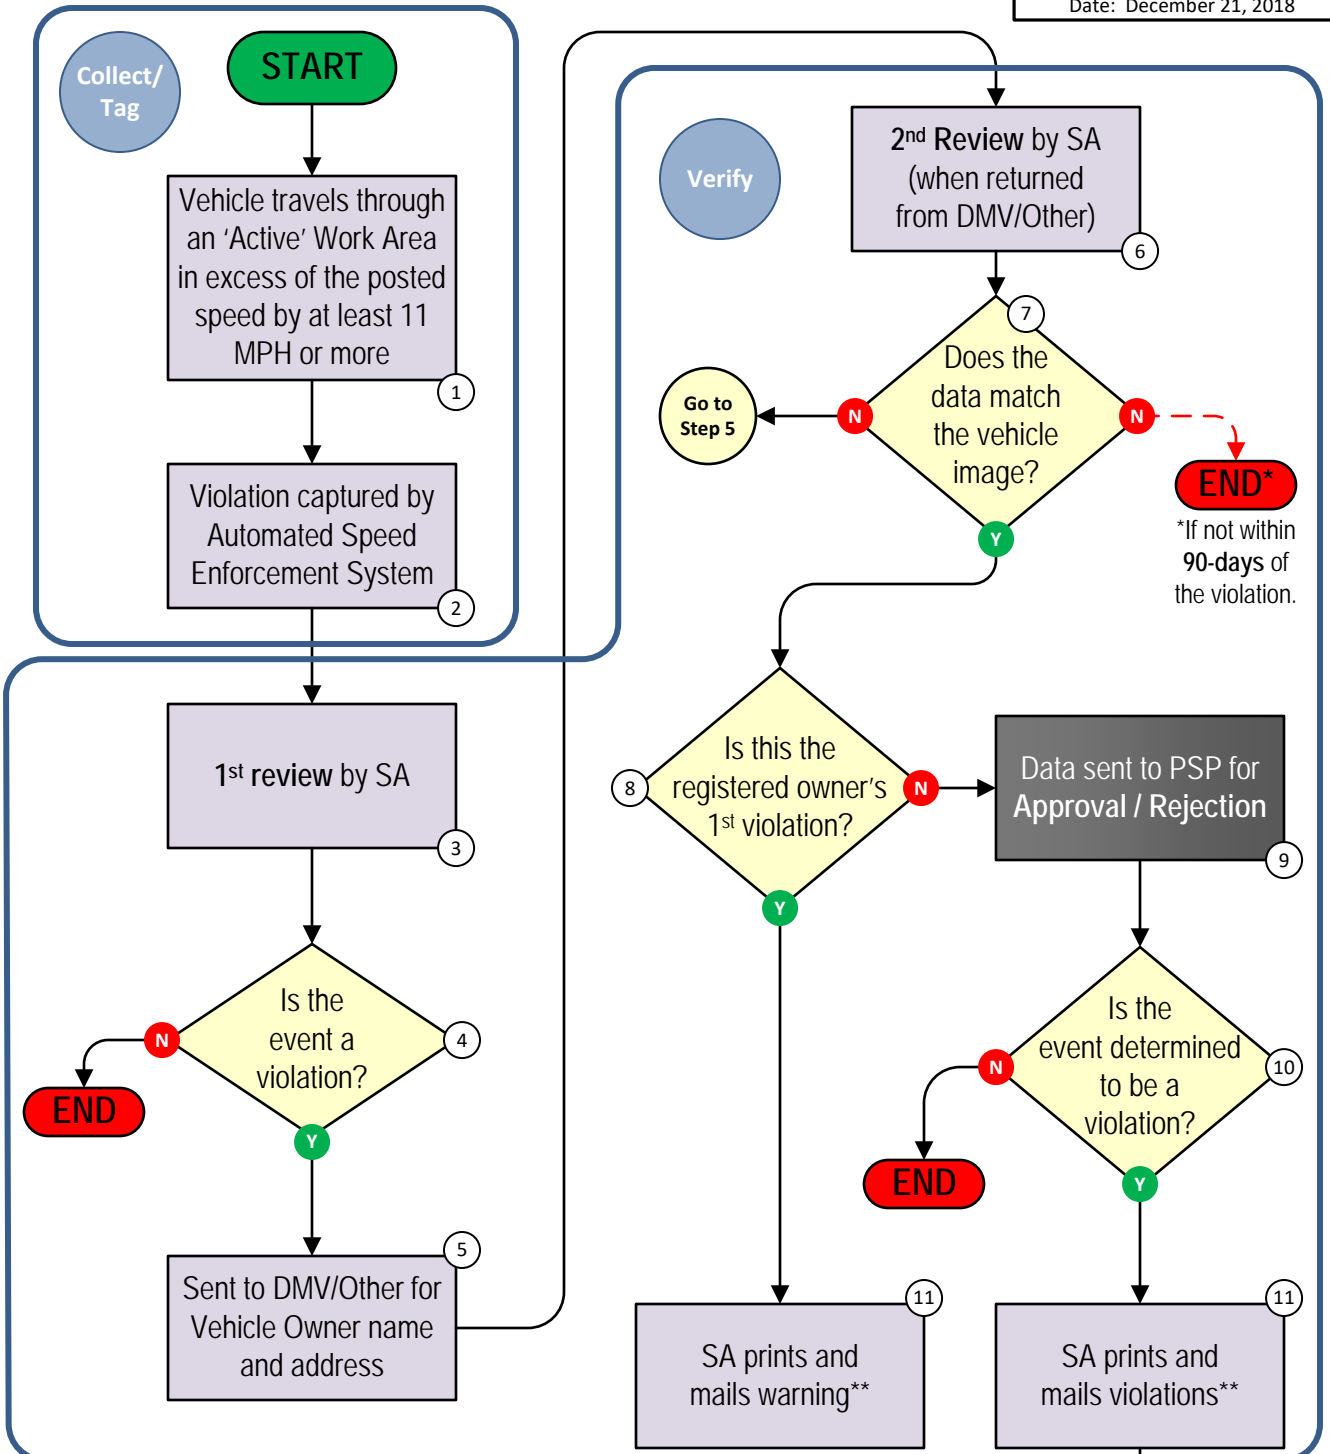 Date: December 21, 2018
Collect/
Tag
START
Vehicle travels through
an ‘Active’ Work Area
in excess of the posted
speed by at least 11
MPH or more
1
Violation captured by
Automated Speed
Enforcement System
2
1st review by SA
3
Is the
event a
violation?
4
N
END
Y
5
Sent to DMV/Other for
Vehicle Owner name
and address
Verify
2nd Review by SA
(when returned
from DMV/Other)
6
7
Does the
data match
the vehicle
image?
N
Go to
Step 5
N
END*
*If not within
90-days of
the violation.
Y
8
Is this the
registered owner's
1st violation?
N
Y
Data sent to PSP for
Approval / Rejection
9
Is the
event determined
to be a
violation?
10
N
END
Y
11
SA prints and
mails warning**
11
SA prints and
mails violations**